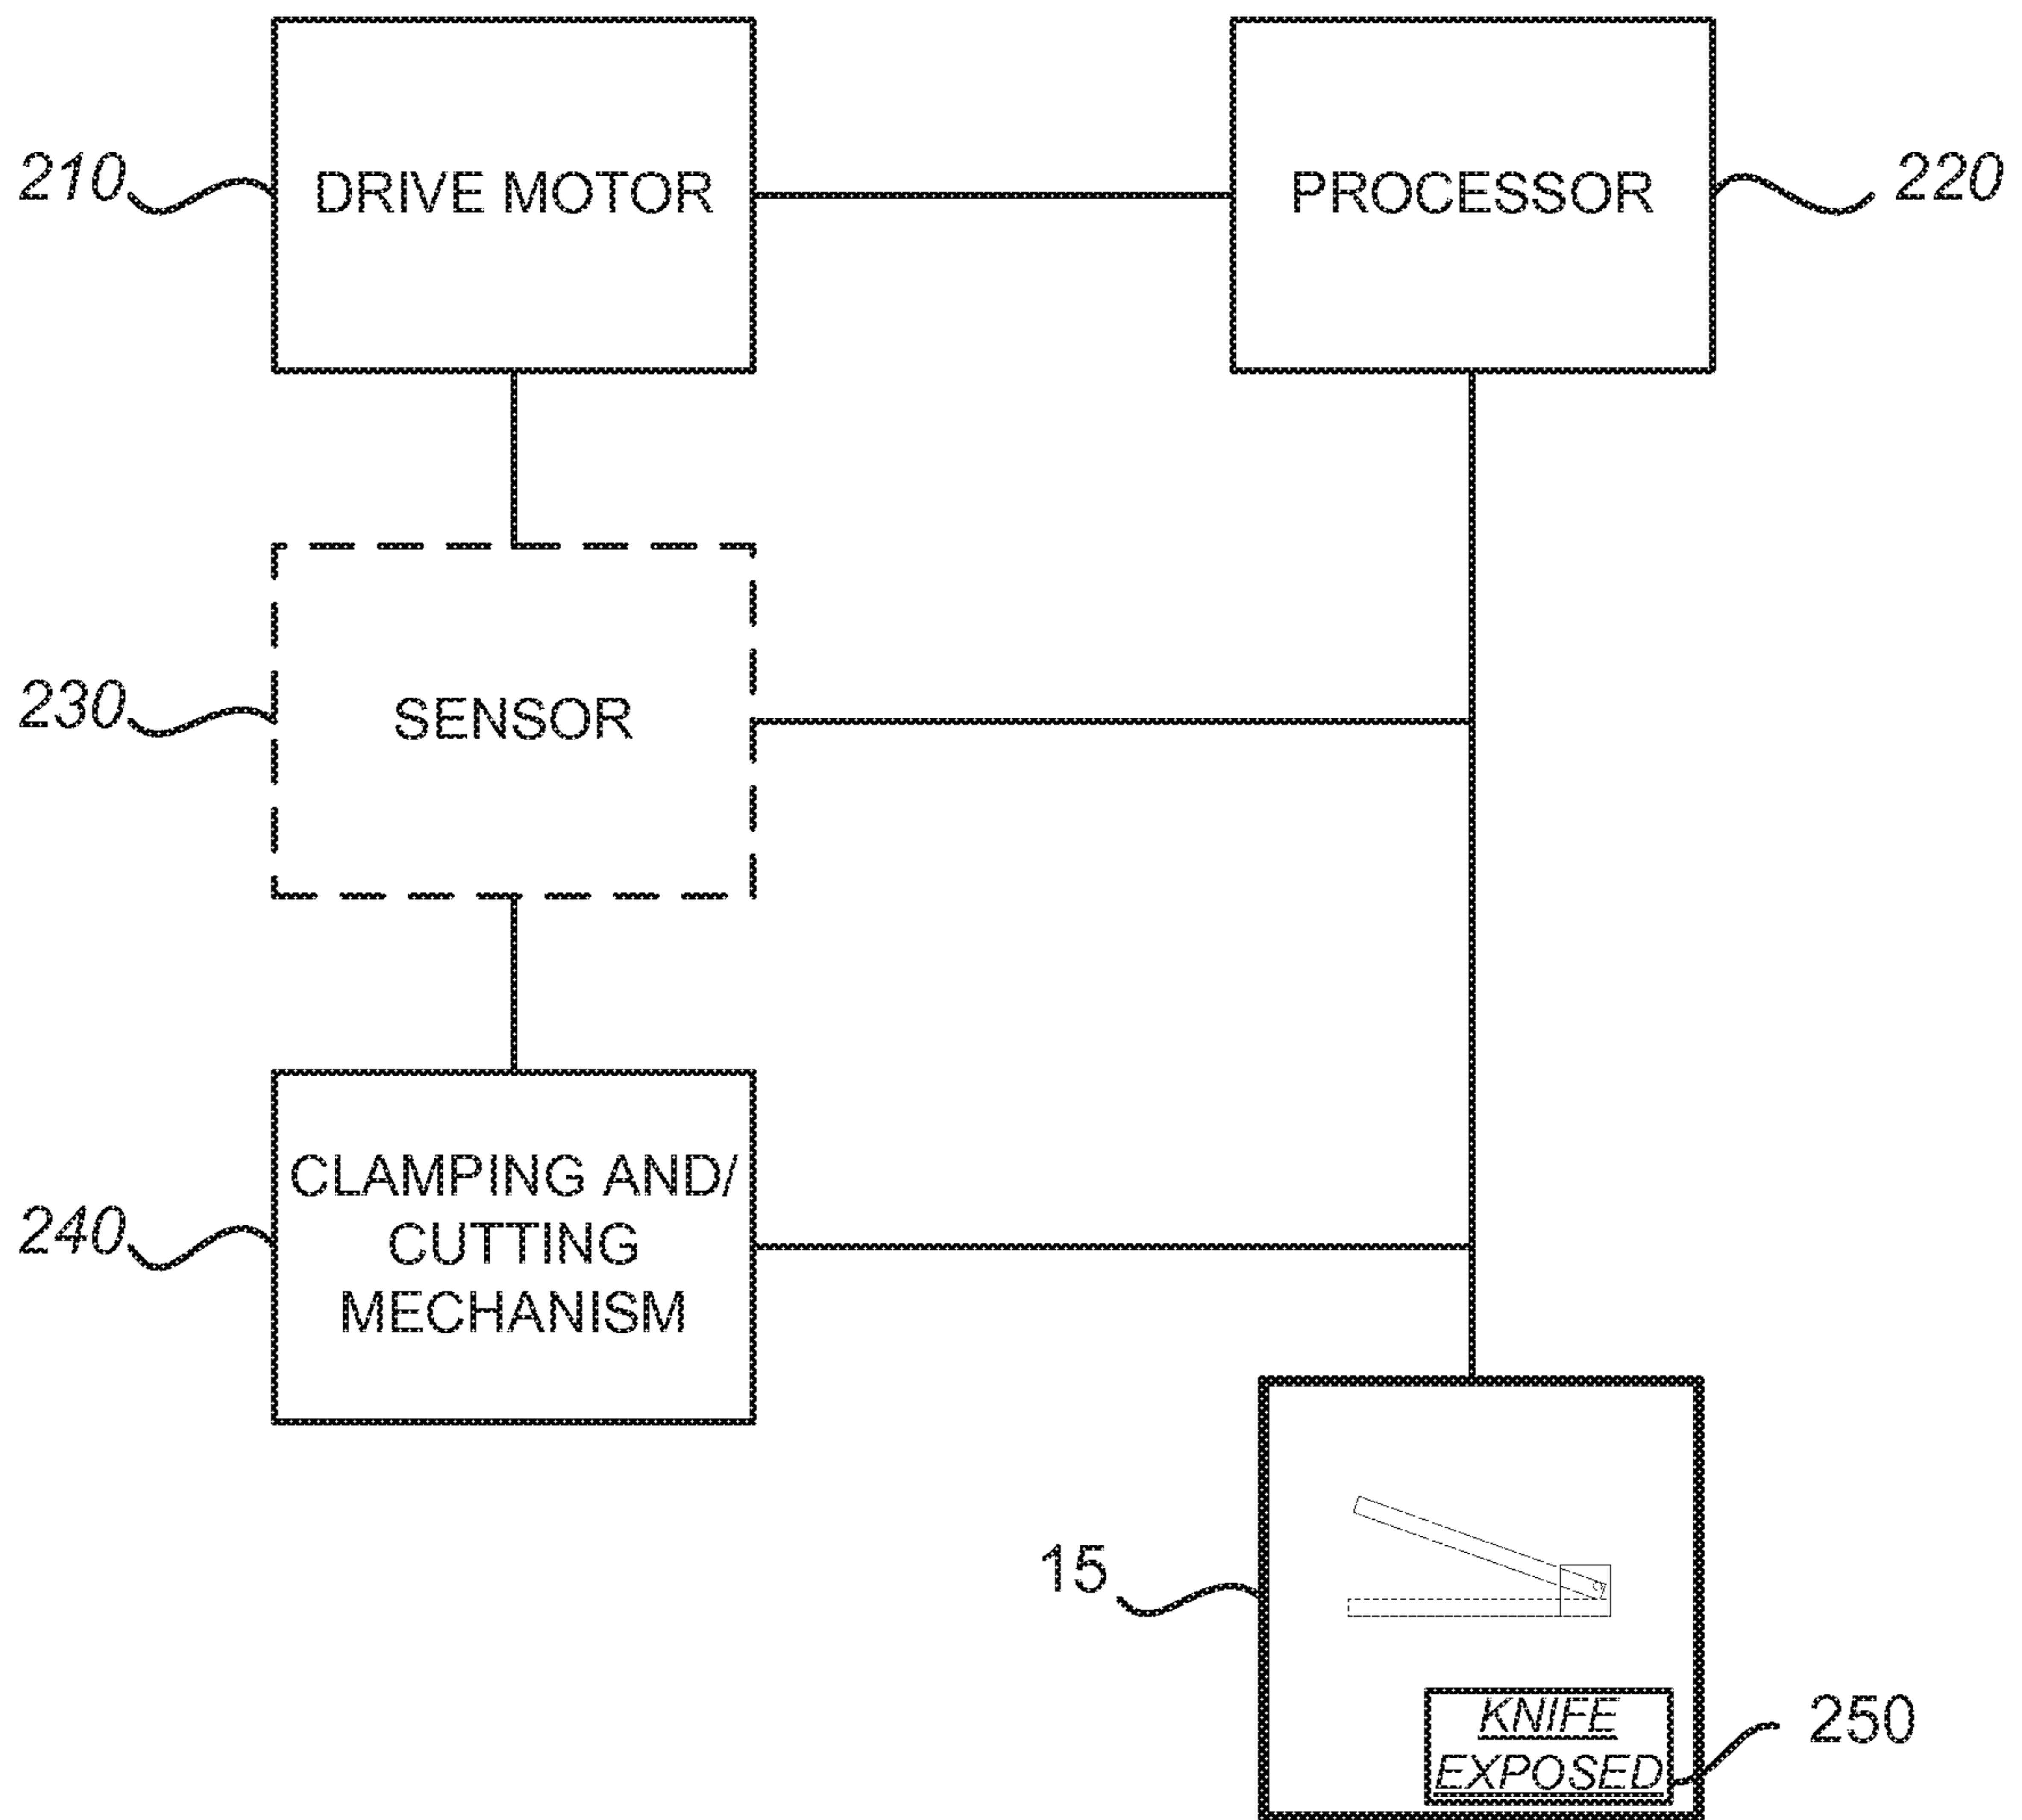 210
DRIVE MOTOR
PROCESSOR
220
230
SENSOR
240
CLAMPING AND/
CUTTING
MECHANISM
15
KNIFE
EXPOSED
250